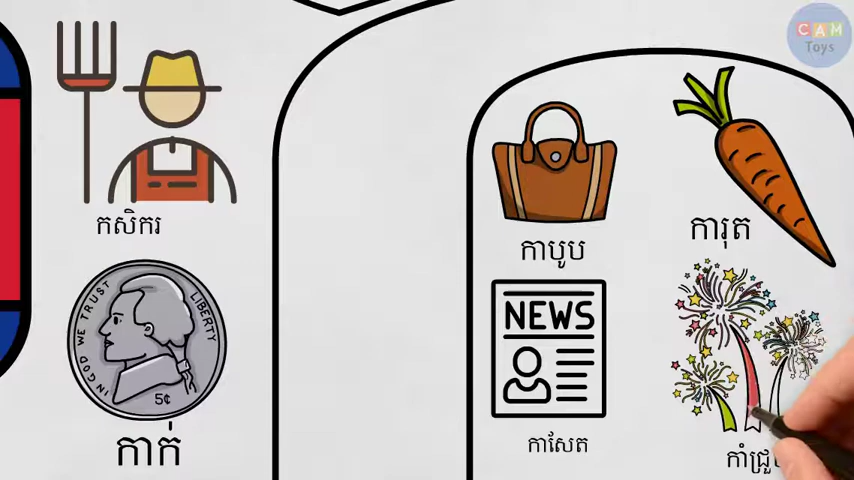 CAM
Toys
កសិករ
IN GOD WE TRUST
LIBERTY
5¢
កាក់
កាបូប
ការុត
NEWS
កាសែត